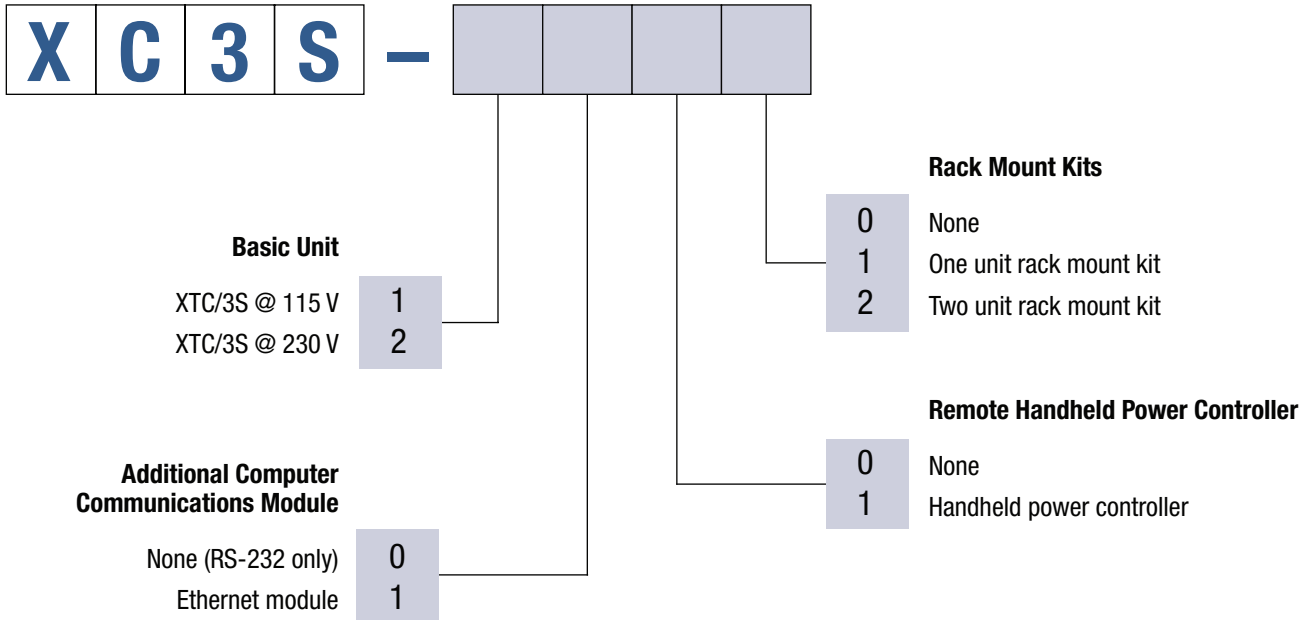 XC3S –
Basic Unit
XTC/3S @ 115 V 1
XTC/3S @ 230 V 2
Additional Computer
Communications Module
None (RS-232 only) 0
Ethernet module 1
Rack Mount Kits
0 None
1 One unit rack mount kit
2 Two unit rack mount kit
Remote Handheld Power Controller
0 None
1 Handheld power controller